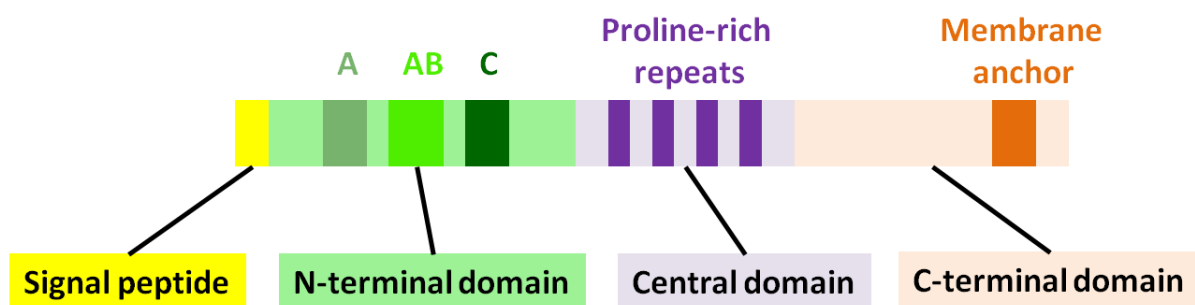 A
AB
C
Proline-rich
repeats
Membrane
anchor
Signal peptide
N-terminal domain
Central domain
C-terminal domain